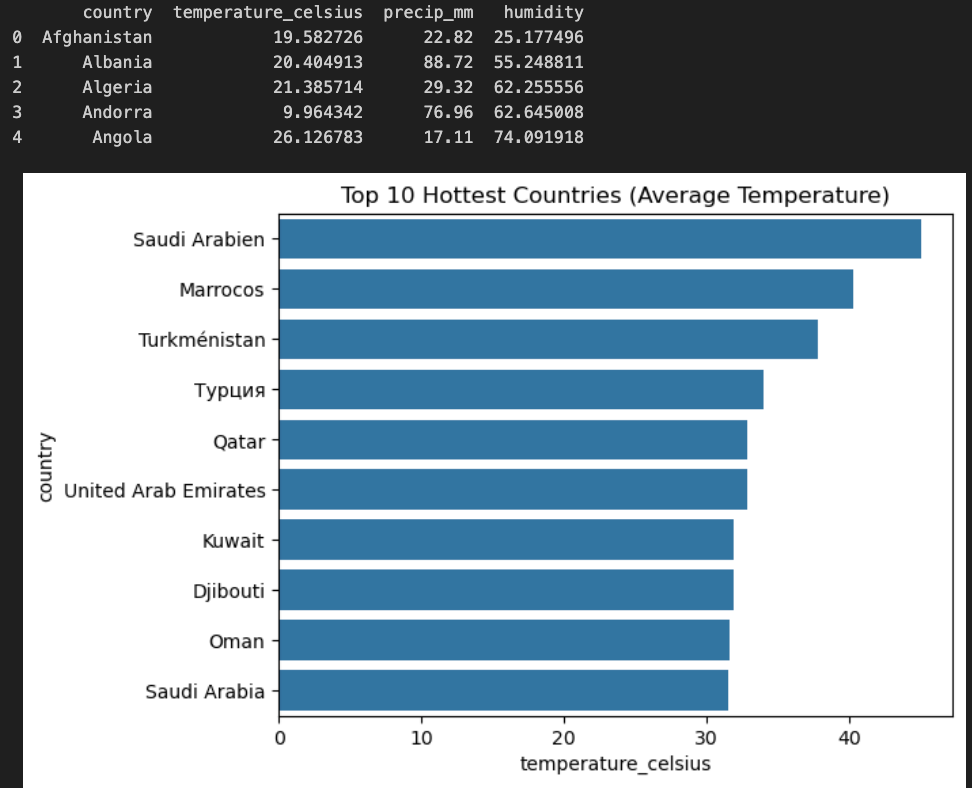 country temperature_celsius precip_mm humidity
0 Afghanistan 19.582726 22.82 25.177496
1 Albania 20.404913 88.72 55.248811
2 Algeria 21.385714 29.32 62.255556
3 Andorra 9.964342 76.96 62.645008
4 Angola 26.126783 17.11 74.091918
Top 10 Hottest Countries (Average Temperature)
country
Saudi Arabien
Marrocos
Turkménistan
Турция
Qatar
United Arab Emirates
Kuwait
Djibouti
Oman
Saudi Arabia
0 10 20 30 40
temperature_celsius